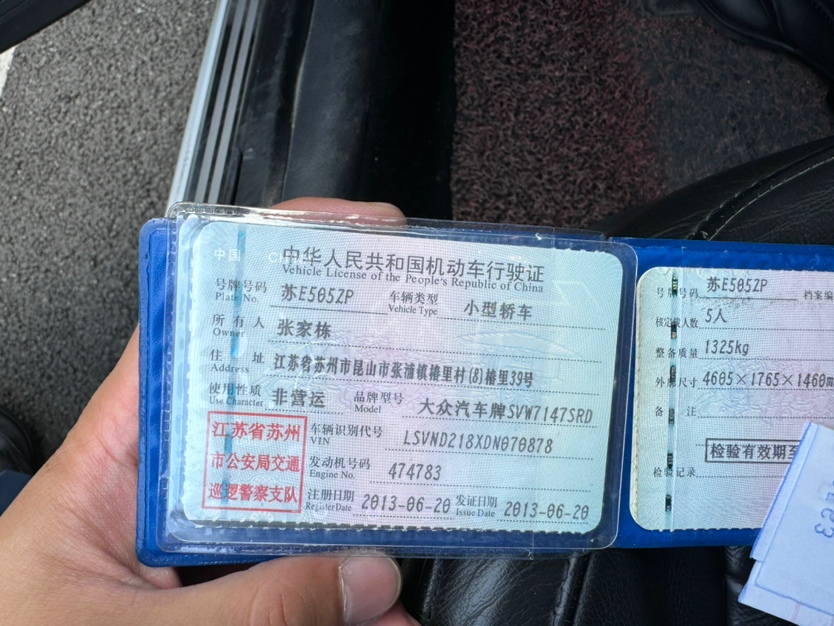 中国 C
中华人民共和国机动车行驶证
Vehicle License of the People's Republic of China
号牌号码 苏E505ZP 车辆类型 小型轿车
Plate No. Vehicle Type
所有人 张家栋
Owner
住址 江苏省苏州市昆山市张浦镇椿里村(8)椿里39号
Address
使用性质 非营运 品牌型号 大众汽车牌SVW7147SRD
Use Character Model
江苏省苏州
市公安局交通
巡逻警察支队
车辆识别代号 LSVND218XDN070878
VIN
发动机号码 474783
Engine No.
注册日期 2013-06-20 发证日期 2013-06-20
Register Date Issue Date
号牌号码 苏E505ZP 档案编
核定载人数 5人
整备质量 1325kg
外廓尺寸 4605×1765×1460m
备注
检验有效期至
检验记录